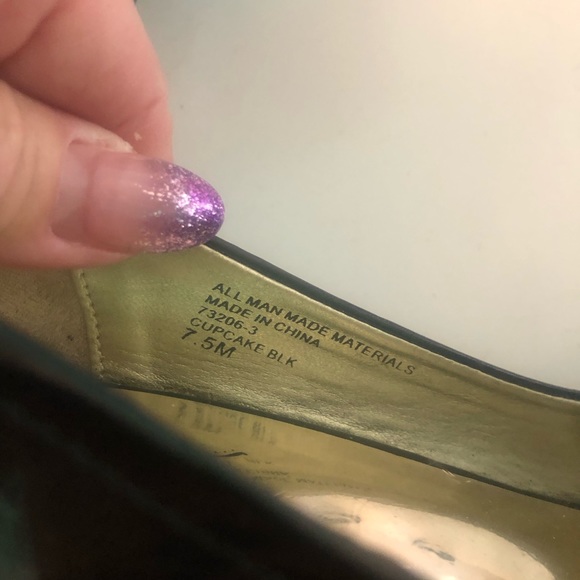 ALL MAN MADE MATERIALS
MADE IN CHINA
73206-3
CUPCAKE BLK
7.5M